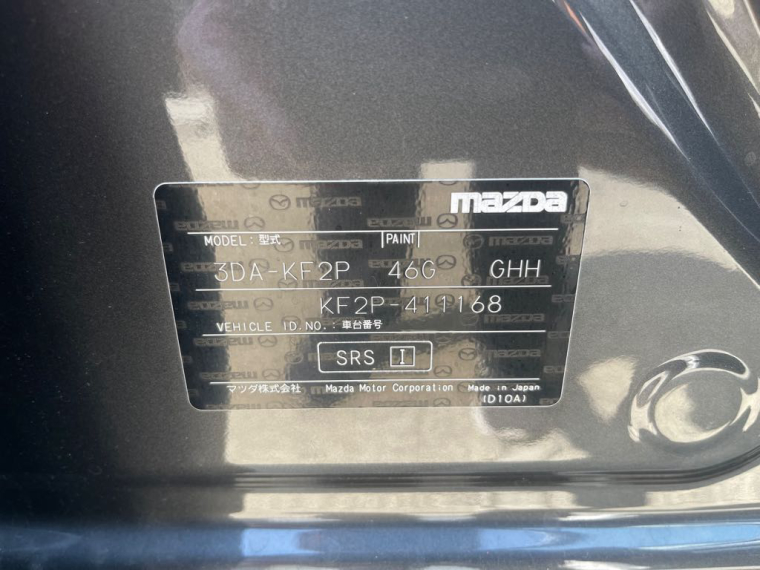 mazda
MODEL: 型式 PAINT
3DA-KF2P 46G GHH
KF2P-411168
VEHICLE ID.NO.: 車台番号
SRS I
マツダ株式会社 Mazda Motor Corporation Made in Japan
(D10A)